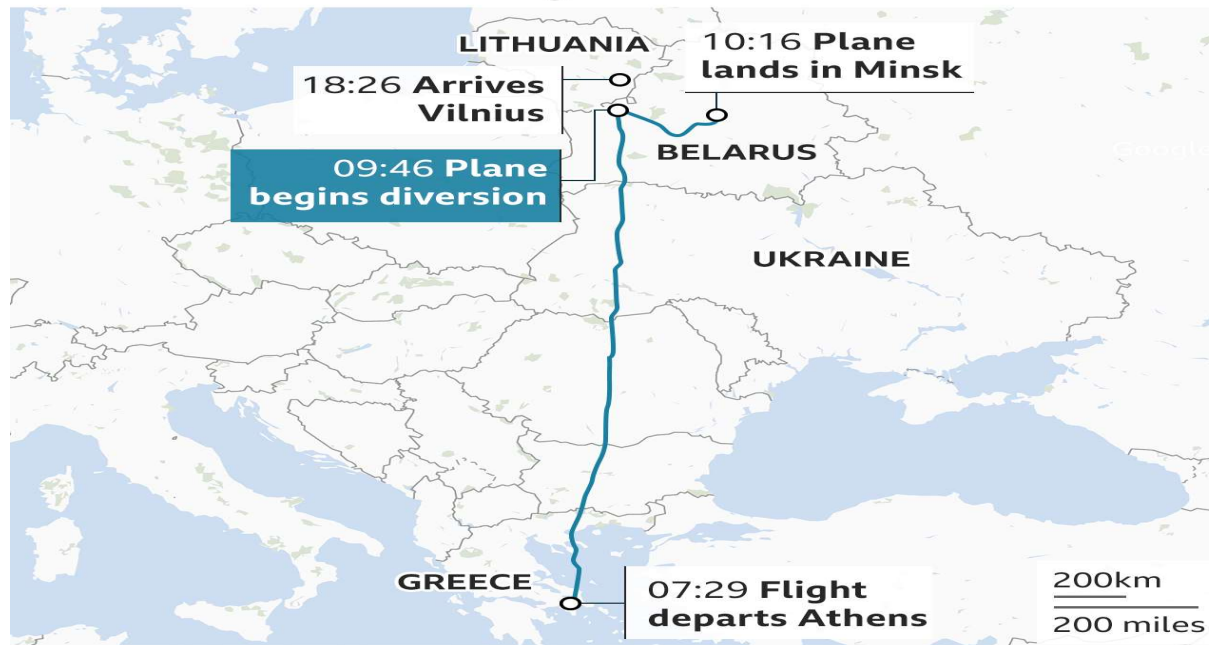 LITHUANIA
10:16 Plane
lands in Minsk
18:26 Arrives
Vilnius
09:46 Plane
begins diversion
BELARUS
Google
UKRAINE
GREECE
07:29 Flight
departs Athens
200km
200 miles